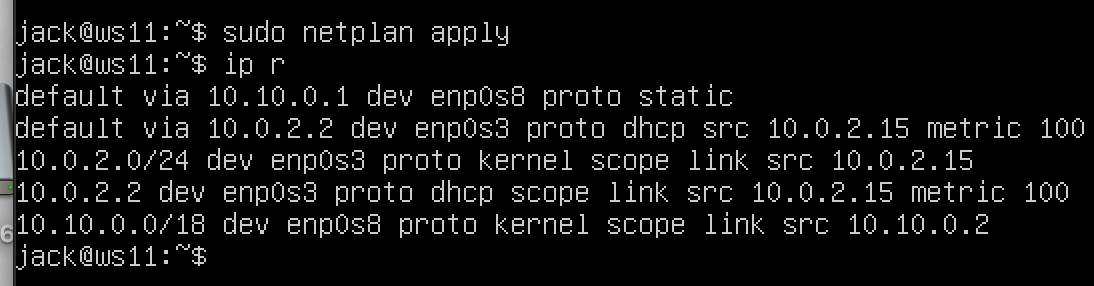 jack@ws11:~$ sudo netplan apply
jack@ws11:~$ ip r
default via 10.10.0.1 dev enp0s8 proto static
default via 10.0.2.2 dev enp0s3 proto dhcp src 10.0.2.15 metric 100
10.0.2.0/24 dev enp0s3 proto kernel scope link src 10.0.2.15
10.0.2.2 dev enp0s3 proto dhcp scope link src 10.0.2.15 metric 100
10.10.0.0/18 dev enp0s8 proto kernel scope link src 10.10.0.2
jack@ws11:~$